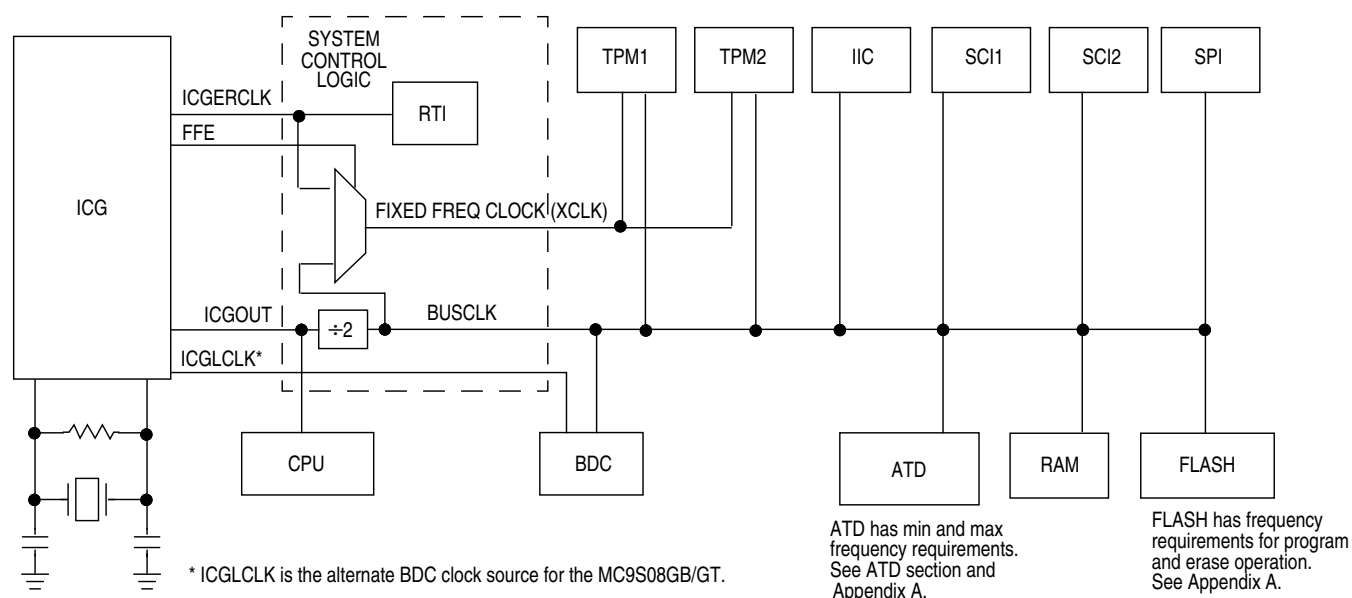 SYSTEM
CONTROL
LOGIC
TPM1
TPM2
IIC
SCI1
SCI2
SPI
ICGERCLK
RTI
FFE
ICG
FIXED FREQ CLOCK (XCLK)
ICGOUT
÷2
BUSCLK
ICGLCLK*
CPU
BDC
ATD
RAM
FLASH
ATD has min and max
frequency requirements.
See ATD section and
Appendix A.
FLASH has frequency
requirements for program
and erase operation.
See Appendix A.
* ICGLCLK is the alternate BDC clock source for the MC9S08GB/GT.